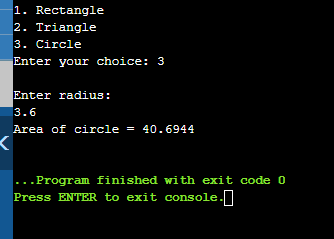 1. Rectangle
2. Triangle
3. Circle
Enter your choice: 3
Enter radius:
3.6
Area of circle = 40.6944
...Program finished with exit code 0
Press ENTER to exit console.